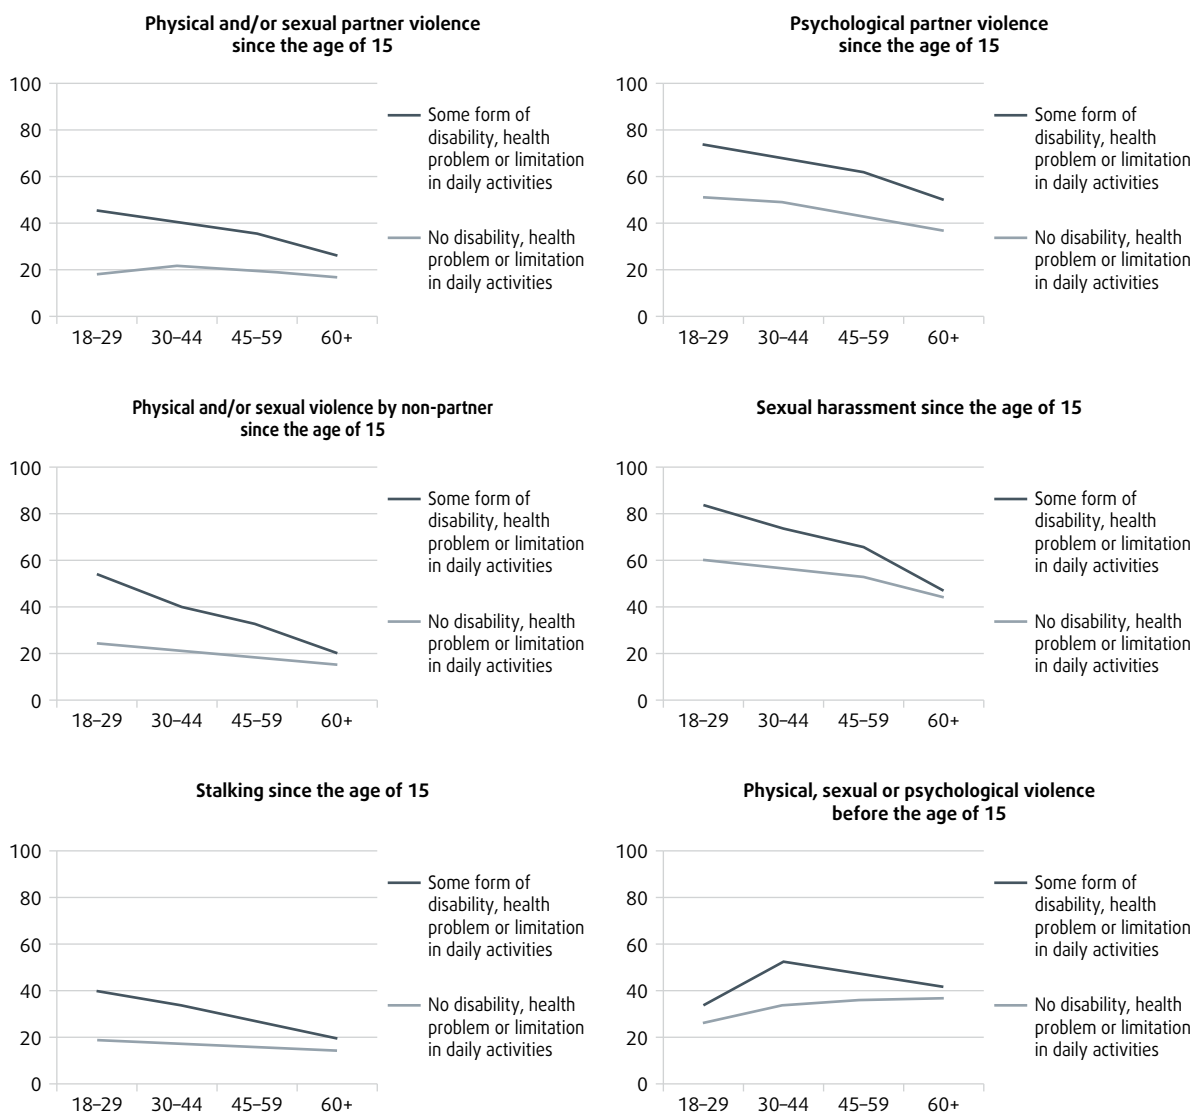 Physical and/or sexual partner violence
since the age of 15
100
80
60
40
20
0
18–29 30–44 45–59 60+
Some form of
disability, health
problem or limitation
in daily activities
No disability, health
problem or limitation
in daily activities
Psychological partner violence
since the age of 15
100
80
60
40
20
0
18–29 30–44 45–59 60+
Some form of
disability, health
problem or limitation
in daily activities
No disability, health
problem or limitation
in daily activities
Physical and/or sexual violence by non-partner
since the age of 15
100
80
60
40
20
0
18–29 30–44 45–59 60+
Some form of
disability, health
problem or limitation
in daily activities
No disability, health
problem or limitation
in daily activities
Sexual harassment since the age of 15
100
80
60
40
20
0
18–29 30–44 45–59 60+
Some form of
disability, health
problem or limitation
in daily activities
No disability, health
problem or limitation
in daily activities
Stalking since the age of 15
100
80
60
40
20
0
18–29 30–44 45–59 60+
Some form of
disability, health
problem or limitation
in daily activities
No disability, health
problem or limitation
in daily activities
Physical, sexual or psychological violence
before the age of 15
100
80
60
40
20
0
18–29 30–44 45–59 60+
Some form of
disability, health
problem or limitation
in daily activities
No disability, health
problem or limitation
in daily activities